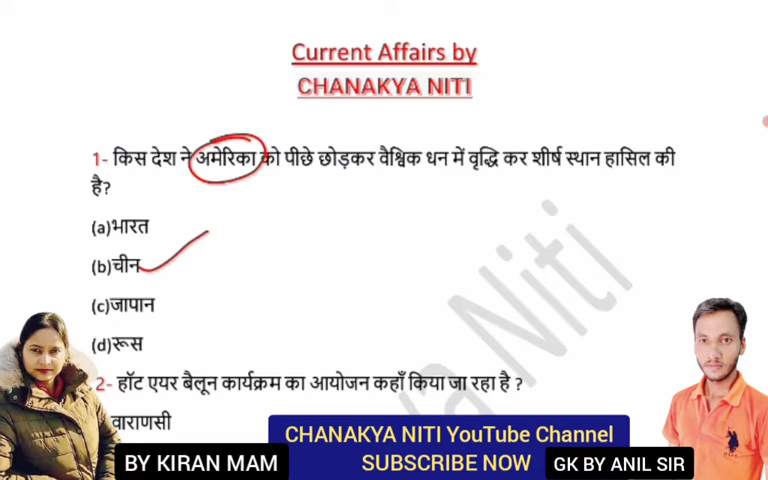 Current Affairs by
CHANAKYA NITI
1- किस देश ने अमेरिका को पीछे छोड़कर वैश्विक धन में वृद्धि कर शीर्ष स्थान हासिल की
है?
(a)भारत
(b)चीन
(c)जापान
(d)रूस
2- हॉट एयर बैलून कार्यक्रम का आयोजन कहाँ किया जा रहा है ?
वाराणसी
CHANAKYA NITI YouTube Channel
SUBSCRIBE NOW
BY KIRAN MAM
GK BY ANIL SIR
Niti